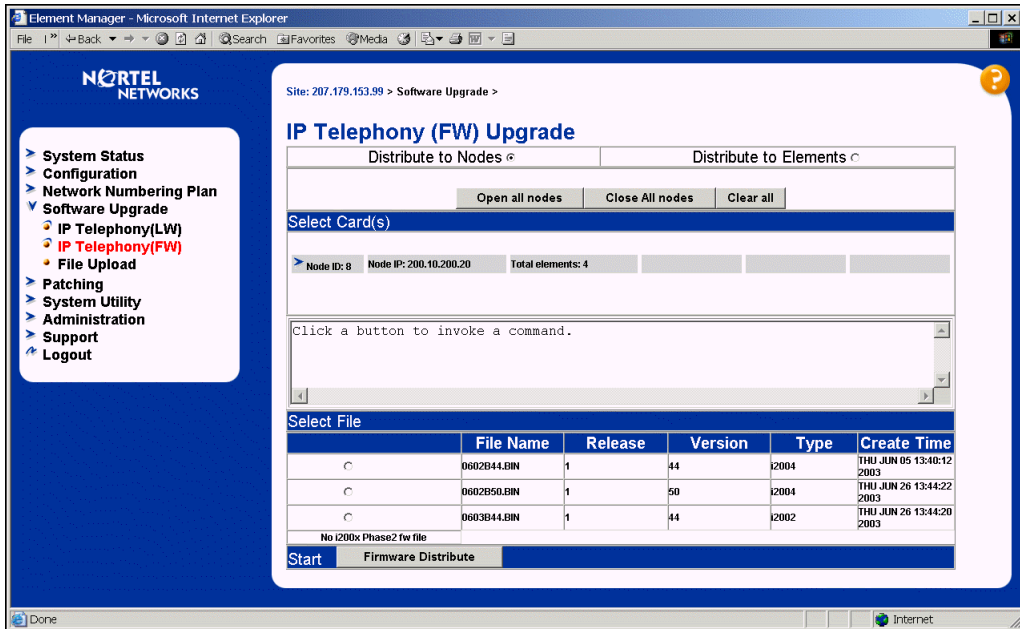 Element Manager - Microsoft Internet Explorer
File
Back
Search
Favorites
Media
NORTEL
NETWORKS
Site: 207.179.153.99 > Software Upgrade >
IP Telephony (FW) Upgrade
Distribute to Nodes
Distribute to Elements
Open all nodes
Close All nodes
Clear all
Select Card(s)
Node ID: 8
Node IP: 200.10.200.20
Total elements: 4
Click a button to invoke a command.
Select File
File Name Release Version Type Create Time
0602B44.BIN 1 44 i2004 THU JUN 05 13:40:12
2003
0602B50.BIN 1 50 i2004 THU JUN 26 13:44:22
2003
0603B44.BIN 1 44 i2002 THU JUN 26 13:44:20
2003
No i200x Phase2 fw file
Start
Firmware Distribute
System Status
Configuration
Network Numbering Plan
Software Upgrade
IP Telephony(LW)
IP Telephony(FW)
File Upload
Patching
System Utility
Administration
Support
Logout
Done
Internet